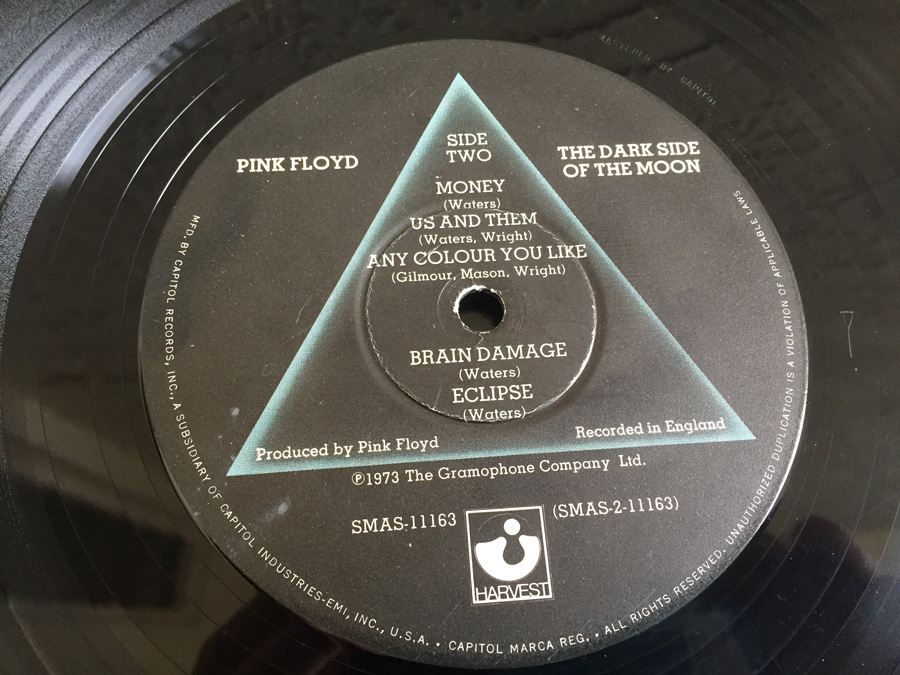 MASTERED BY CAPITOL
PINK FLOYD
SIDE
TWO
THE DARK SIDE
OF THE MOON
MONEY
(Waters)
US AND THEM
(Waters, Wright)
ANY COLOUR YOU LIKE
(Gilmour, Mason, Wright)
BRAIN DAMAGE
(Waters)
ECLIPSE
(Waters)
Produced by Pink Floyd
Recorded in England
℗1973 The Gramophone Company Ltd.
SMAS-11163
(SMAS-2-11163)
HARVEST
MFD. BY CAPITOL RECORDS, INC., A SUBSIDIARY OF CAPITOL INDUSTRIES-EMI, INC., U.S.A. • CAPITOL MARCA REG. • ALL RIGHTS RESERVED. UNAUTHORIZED DUPLICATION IS A VIOLATION OF APPLICABLE LAWS